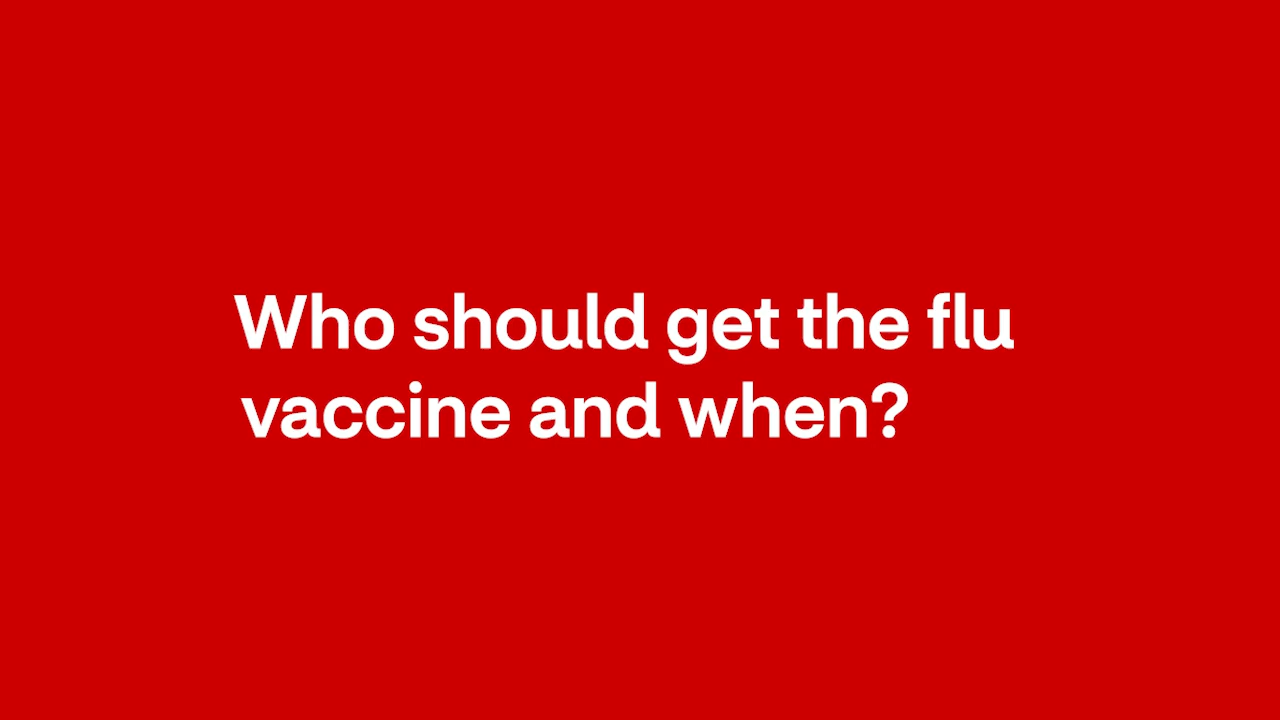 Who should get the flu
vaccine and when?